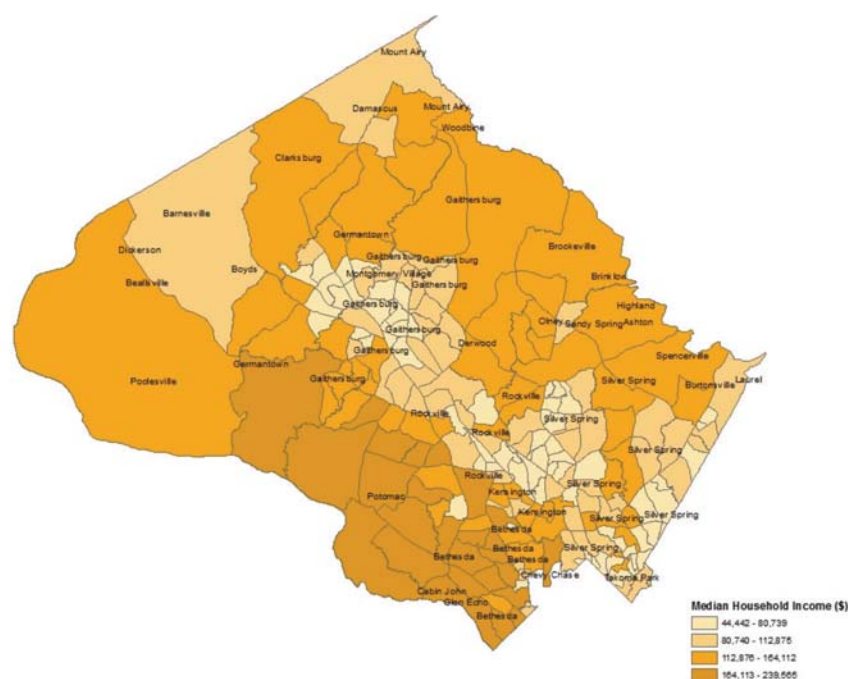 Mount Airy
Damascus
Mount Airy
Woodbine
Clarksburg
Gaithersburg
Barnesville
Germantown
Brookeville
Dickerson
Gaithersburg
Gaithersburg
Boyds
Montgomery Village
Brinklow
Beallsville
Gaithersburg
Highland
Gaithersburg
Olney
Sandy Spring
Ashton
Gaithersburg
Gaithersburg
Derwood
Spencerville
Germantown
Laurel
Poolesville
Gaithersburg
Silver Spring
Burtonsville
Rockville
Rockville
Silver Spring
Rockville
Silver Spring
Rockville
Silver Spring
Potomac
Kensington
Kensington
Silver Spring
Silver Spring
Bethesda
Bethesda
Silver Spring
Bethesda
Bethesda
Chevy Chase
Takoma Park
Cabin John
Glen Echo
Bethesda
Median Household Income ($)
44,442 - 80,739
80,740 - 112,875
112,876 - 164,112
164,113 - 239,565